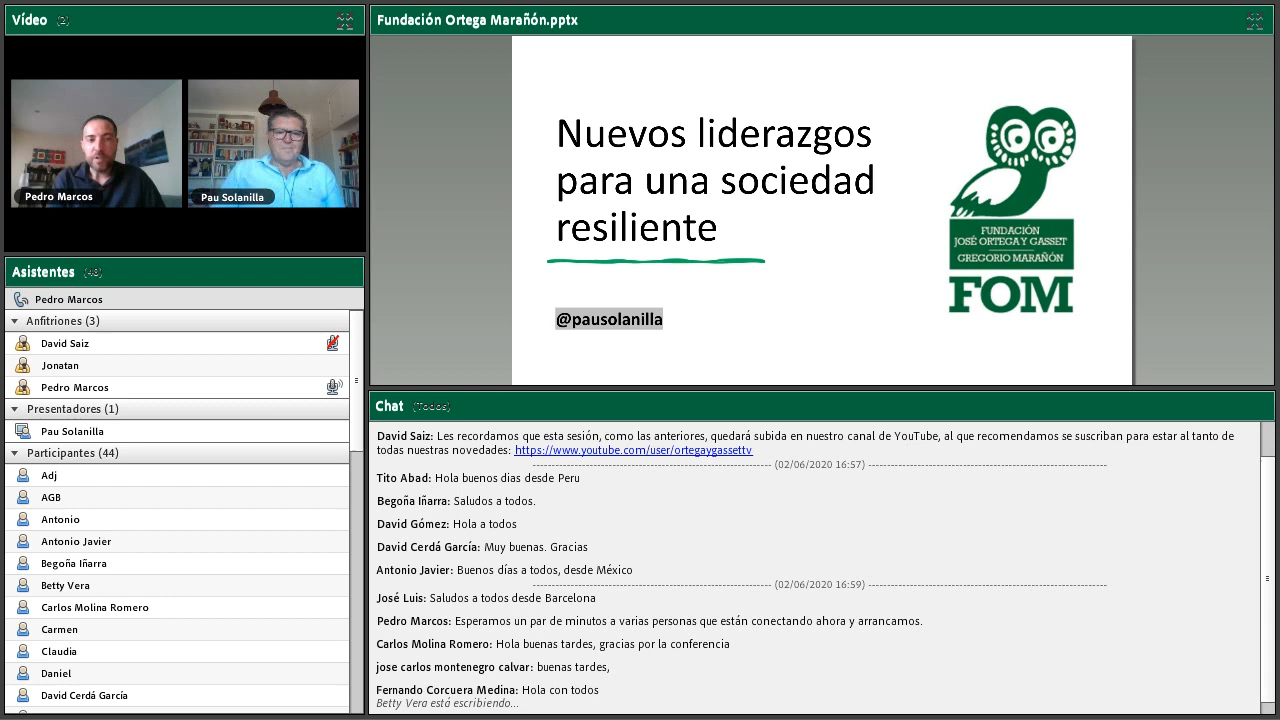 Vídeo (2)
Pedro Marcos
Pau Solanilla
Asistentes (48)
Pedro Marcos
Anfitriones (3)
David Saiz
Jonatan
Pedro Marcos
Presentadores (1)
Pau Solanilla
Participantes (44)
Adj
AGB
Antonio
Antonio Javier
Begoña Iñarra
Betty Vera
Carlos Molina Romero
Carmen
Claudia
Daniel
David Cerdá García
Fundación Ortega Marañón.pptx
Nuevos liderazgos
para una sociedad
resiliente
@pausolanilla
FUNDACIÓN
JOSÉ ORTEGA Y GASSET
GREGORIO MARAÑÓN
FOM
Chat (Todos)
David Saiz: Les recordamos que esta sesión, como las anteriores, quedará subida en nuestro canal de YouTube, al que recomendamos se suscriban para estar al tanto de
todas nuestras novedades: https://www.youtube.com/user/ortegaygassettv
(02/06/2020 16:57)
Tito Abad: Hola buenos dias desde Peru
Begoña Iñarra: Saludos a todos.
David Gómez: Hola a todos
David Cerdá García: Muy buenas. Gracias
Antonio Javier: Buenos días a todos, desde México
(02/06/2020 16:59)
José Luis: Saludos a todos desde Barcelona
Pedro Marcos: Esperamos un par de minutos a varias personas que están conectando ahora y arrancamos.
Carlos Molina Romero: Hola buenas tardes, gracias por la conferencia
jose carlos montenegro calvar: buenas tardes,
Fernando Corcuera Medina: Hola con todos
Betty Vera está escribiendo...